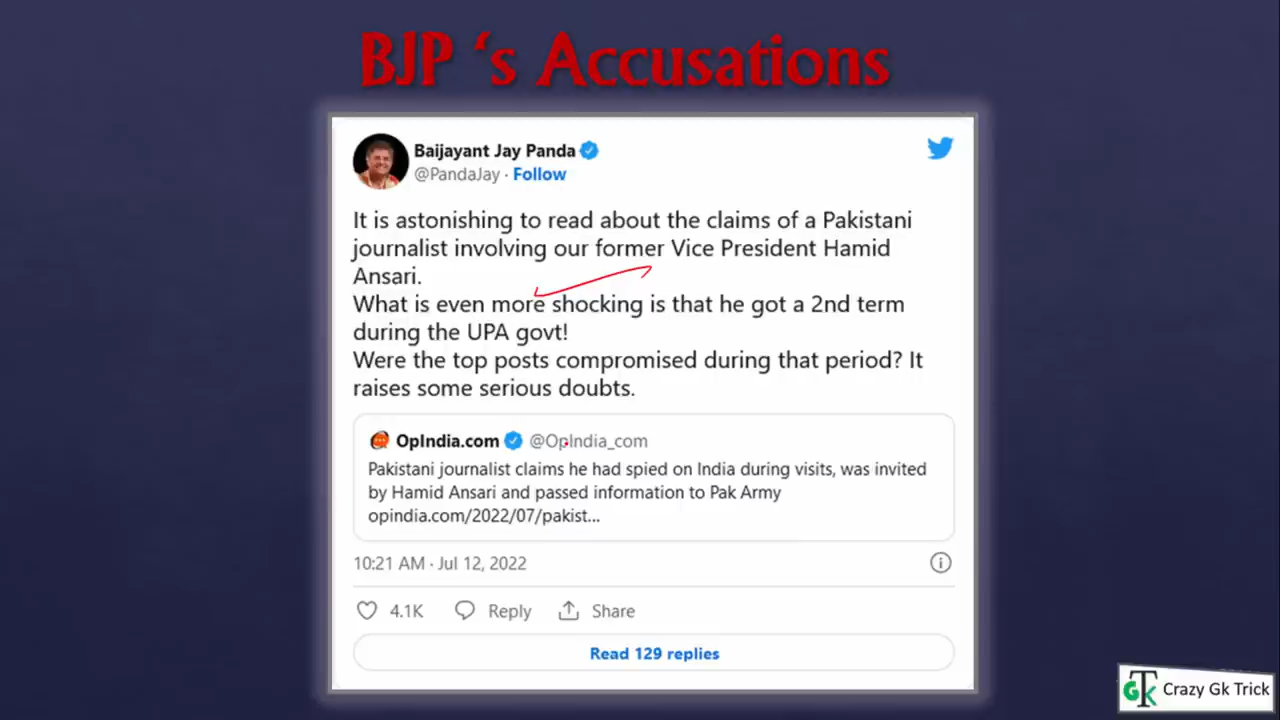 BJP 's Accusations
Baijayant Jay Panda
@PandaJay · Follow
It is astonishing to read about the claims of a Pakistani
journalist involving our former Vice President Hamid
Ansari.
What is even more shocking is that he got a 2nd term
during the UPA govt!
Were the top posts compromised during that period? It
raises some serious doubts.
OpIndia.com @OpIndia_com
Pakistani journalist claims he had spied on India during visits, was invited
by Hamid Ansari and passed information to Pak Army
opindia.com/2022/07/pakist...
10:21 AM · Jul 12, 2022
4.1K Reply Share
Read 129 replies
GTK Crazy Gk Trick